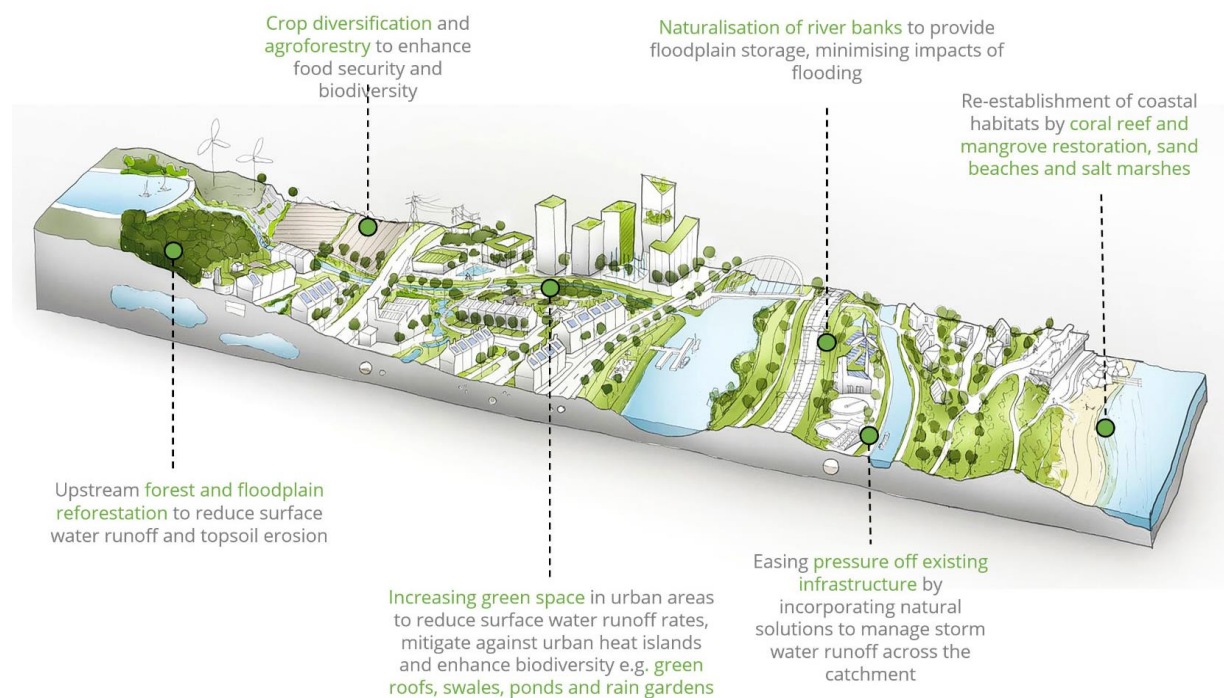 Crop diversification and
agroforestry to enhance
food security and
biodiversity
Naturalisation of river banks to provide
floodplain storage, minimising impacts of
flooding
Re-establishment of coastal
habitats by coral reef and
mangrove restoration, sand
beaches and salt marshes
Upstream forest and floodplain
reforestation to reduce surface
water runoff and topsoil erosion
Increasing green space in urban areas
to reduce surface water runoff rates,
mitigate against urban heat islands
and enhance biodiversity e.g. green
roofs, swales, ponds and rain gardens
Easing pressure off existing
infrastructure by
incorporating natural
solutions to manage storm
water runoff across the
catchment